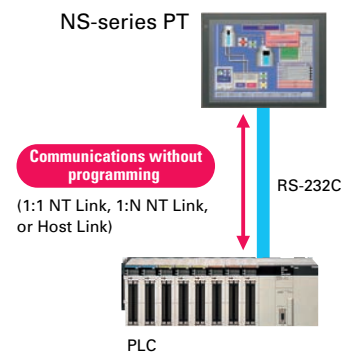 NS-series PT
Communications without
programming
(1:1 NT Link, 1:N NT Link,
or Host Link)
RS-232C
PLC